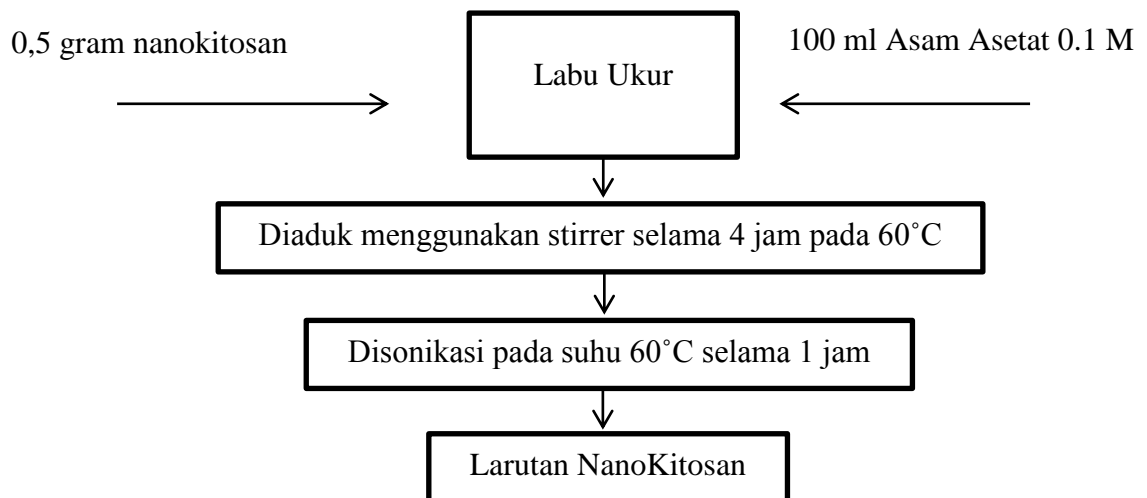 0,5 gram nanokitosan
Labu Ukur
100 ml Asam Asetat 0.1 M
Diaduk menggunakan stirrer selama 4 jam pada 60˚C
Disonikasi pada suhu 60˚C selama 1 jam
Larutan NanoKitosan